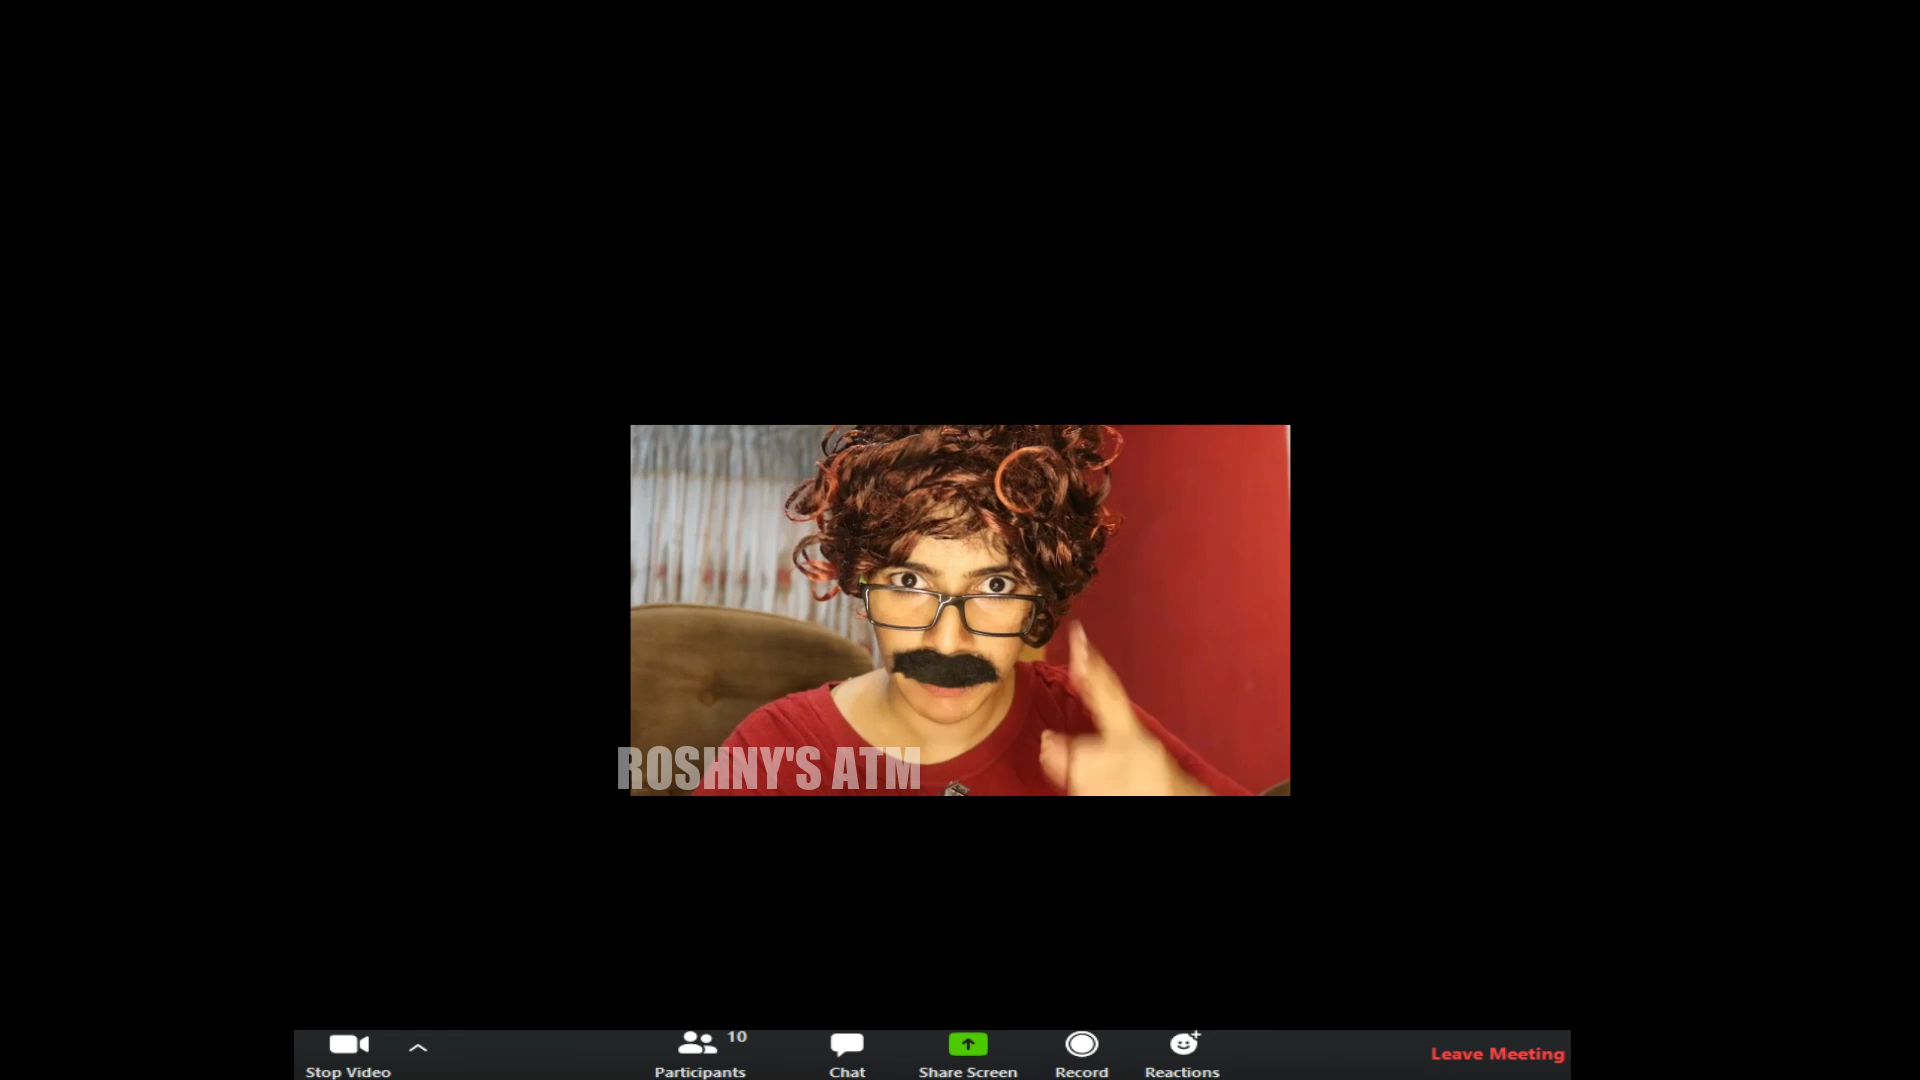 ROSHNY'S ATM
10
Stop Video
Participants
Chat
Share Screen
Record
Reactions
Leave Meeting